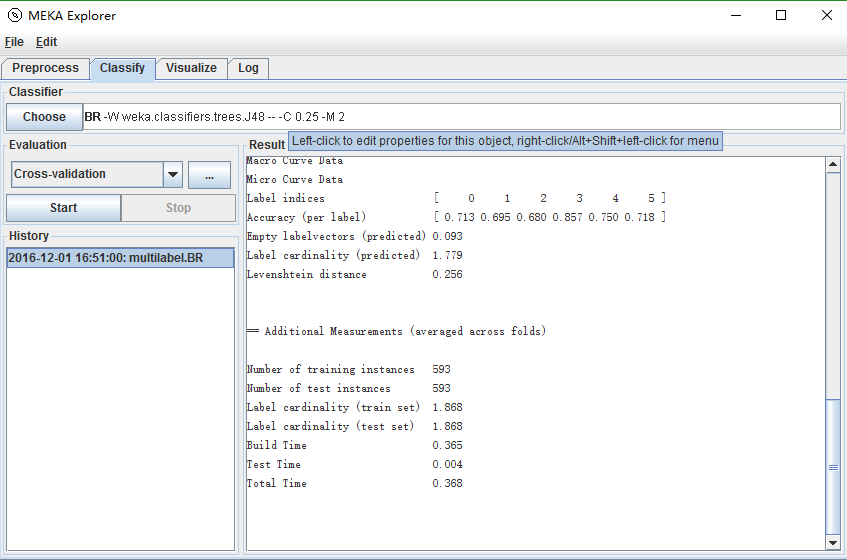 MEKA Explorer
File Edit
Preprocess Classify Visualize Log
Classifier
Choose BR -W weka.classifiers.trees.J48 -- -C 0.25 -M 2
Left-click to edit properties for this object, right-click/Alt+Shift+left-click for menu
Evaluation
Cross-validation ...
Start Stop
History
2016-12-01 16:51:00: multilabel.BR
Result
Macro Curve Data
Micro Curve Data
Label indices [ 0 1 2 3 4 5 ]
Accuracy (per label) [ 0.713 0.695 0.680 0.857 0.750 0.718 ]
Empty labelvectors (predicted) 0.093
Label cardinality (predicted) 1.779
Levenshtein distance 0.256
== Additional Measurements (averaged across folds)
Number of training instances 593
Number of test instances 593
Label cardinality (train set) 1.868
Label cardinality (test set) 1.868
Build Time 0.365
Test Time 0.004
Total Time 0.368